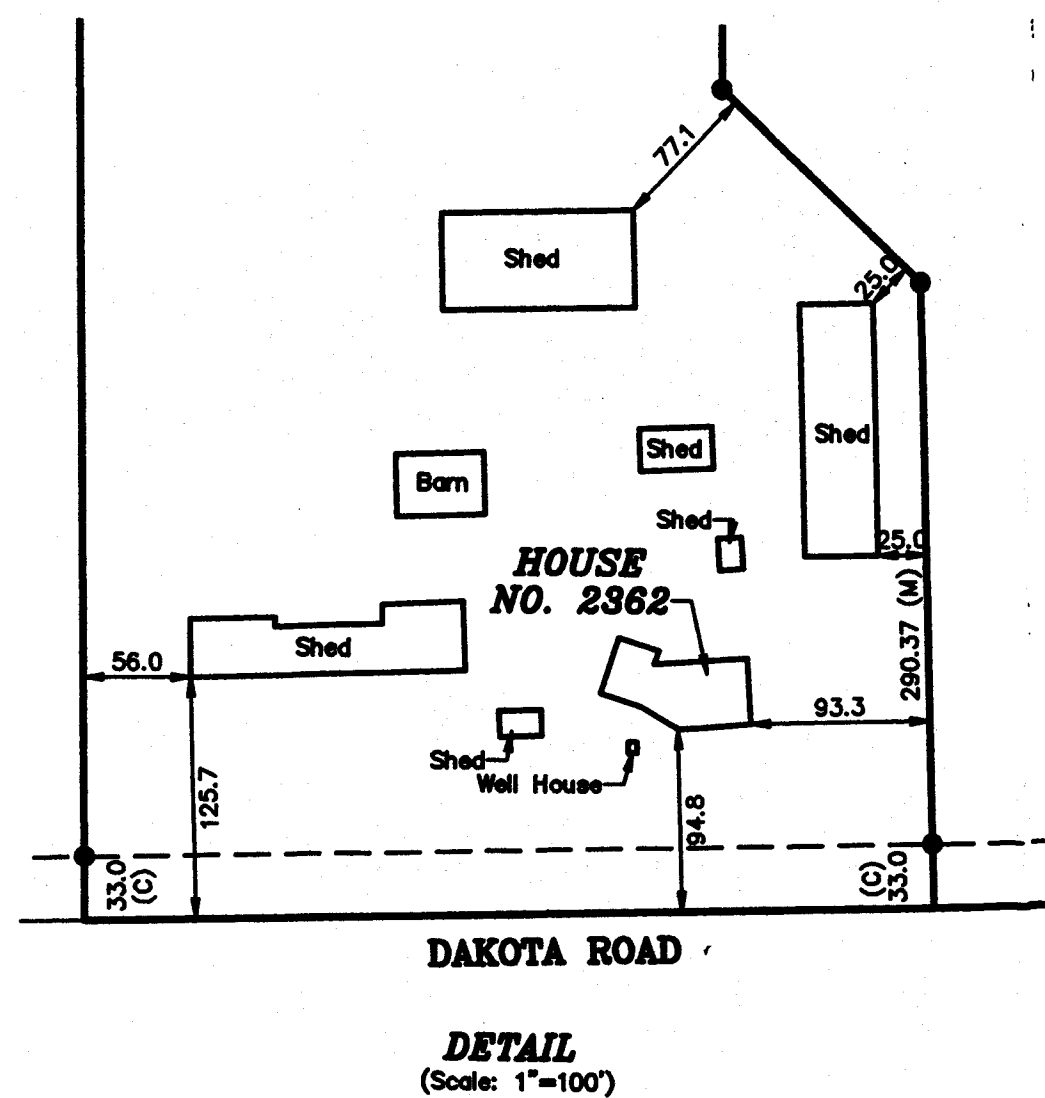 77.1
Shed
25.0
Shed
Shed
Barn
Shed
25.0
HOUSE
NO. 2362
290.37 (M)
Shed
56.0
93.3
Shed
Well House
125.7
94.8
33.0
(C)
(C)
33.0
DAKOTA ROAD
DETAIL
(Scale: 1"=100')